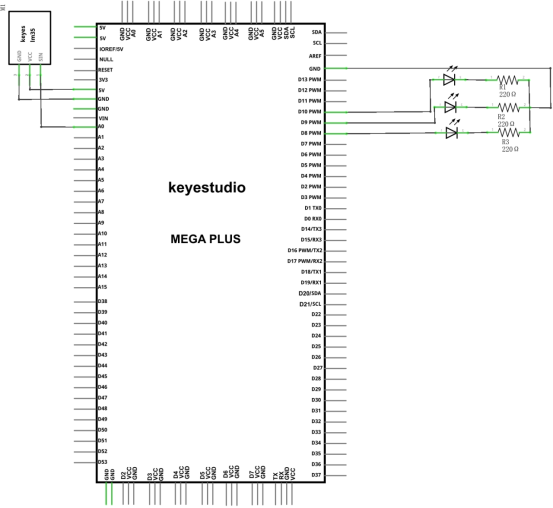 keyes
lm35
GND
VCC
SIN
GND
VCC
A0
GND
VCC
A1
GND
VCC
A2
GND
VCC
A3
GND
VCC
A4
GND
VCC
A5
GND
VCC
SDA
SCL
5V
5V
IOREF/5V
NULL
RESET
3V3
5V
GND
GND
VIN
A0
A1
A2
A3
A4
A5
A6
A7
A8
A9
A10
A11
A12
A13
A14
A15
D38
D39
D40
D41
D42
D43
D44
D45
D46
D47
D48
D49
D50
D51
D52
D53
keyestudio
MEGA PLUS
SDA
SCL
AREF
GND
D13 PWM
D12 PWM
D11 PWM
D10 PWM
D9 PWM
D8 PWM
D7 PWM
D6 PWM
D5 PWM
D4 PWM
D2 PWM
D3 PWM
D1 TX0
D0 RX0
D14/TX3
D15/RX3
D16 PWM/TX2
D17 PWM/RX2
D18/TX1
D19/RX1
D20/SDA
D21/SCL
D22
D23
D24
D25
D26
D27
D28
D29
D30
D31
D32
D33
D34
D35
D36
D37
R1
220 Ω
R2
220 Ω
R3
220 Ω
GND
GND
D2
VCC
GND
D3
VCC
GND
D4
VCC
GND
D5
VCC
GND
D6
VCC
GND
D7
VCC
GND
TX
RX
GND
VCC